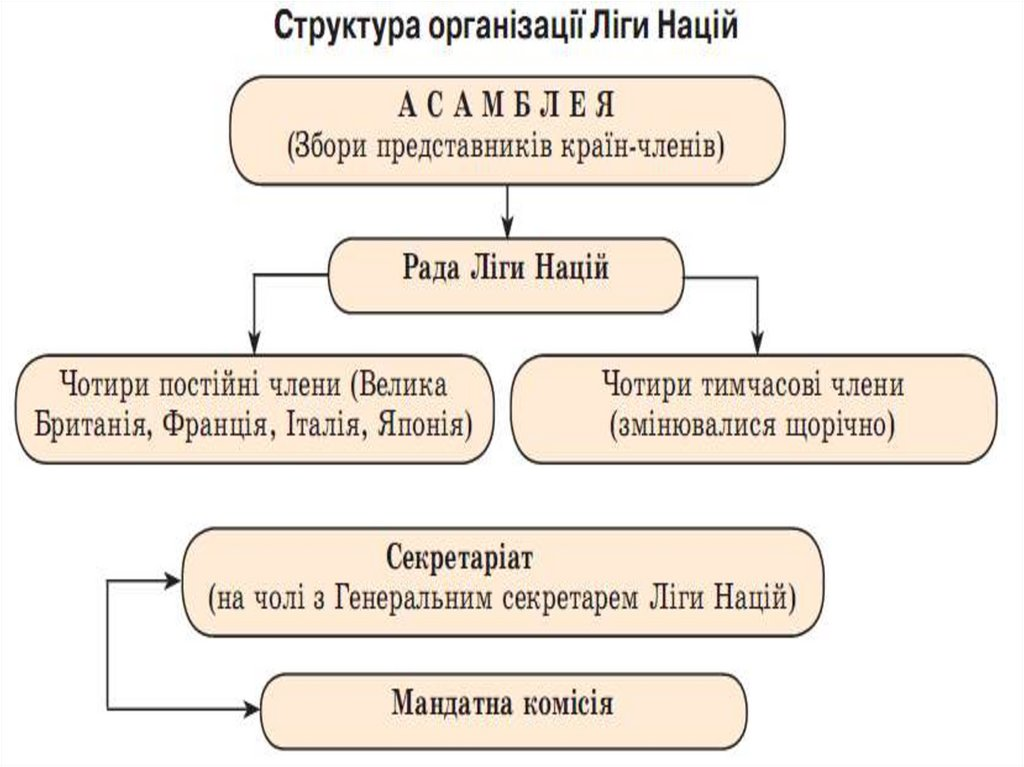 Структура організації Ліги Націй
АСАМБЛЕЯ
(Збори представників країн-членів)
Рада Ліги Націй
Чотири постійні члени (Велика
Британія, Франція, Італія, Японія)
Чотири тимчасові члени
(змінювалися щорічно)
Секретаріат
(на чолі з Генеральним секретарем Ліги Націй)
Мандатна комісія